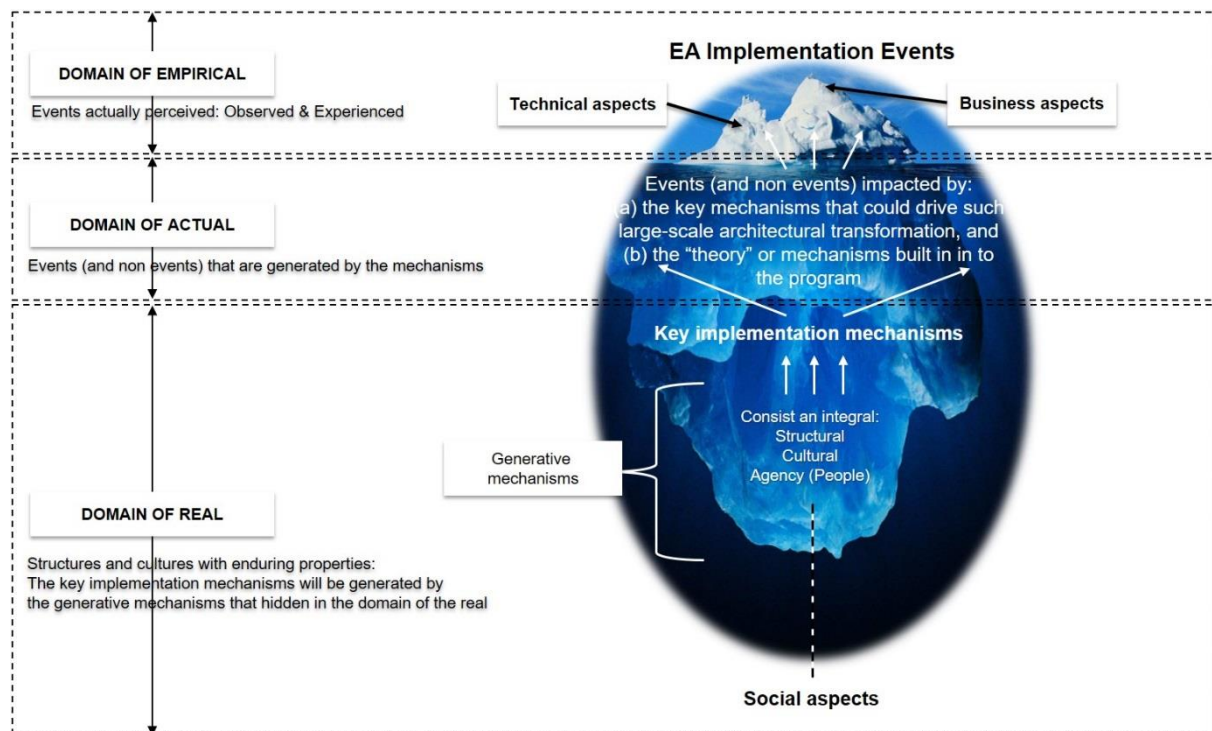 DOMAIN OF EMPIRICAL
Events actually perceived: Observed & Experienced
DOMAIN OF ACTUAL
Events (and non events) that are generated by the mechanisms
DOMAIN OF REAL
Structures and cultures with enduring properties:
The key implementation mechanisms will be generated by
the generative mechanisms that hidden in the domain of the real
EA Implementation Events
Technical aspects
Business aspects
Events (and non events) impacted by:
(a) the key mechanisms that could drive such
large-scale architectural transformation, and
(b) the “theory” or mechanisms built in in to
the program
Key implementation mechanisms
Consist an integral:
Structural
Cultural
Agency (People)
Generative
mechanisms
Social aspects